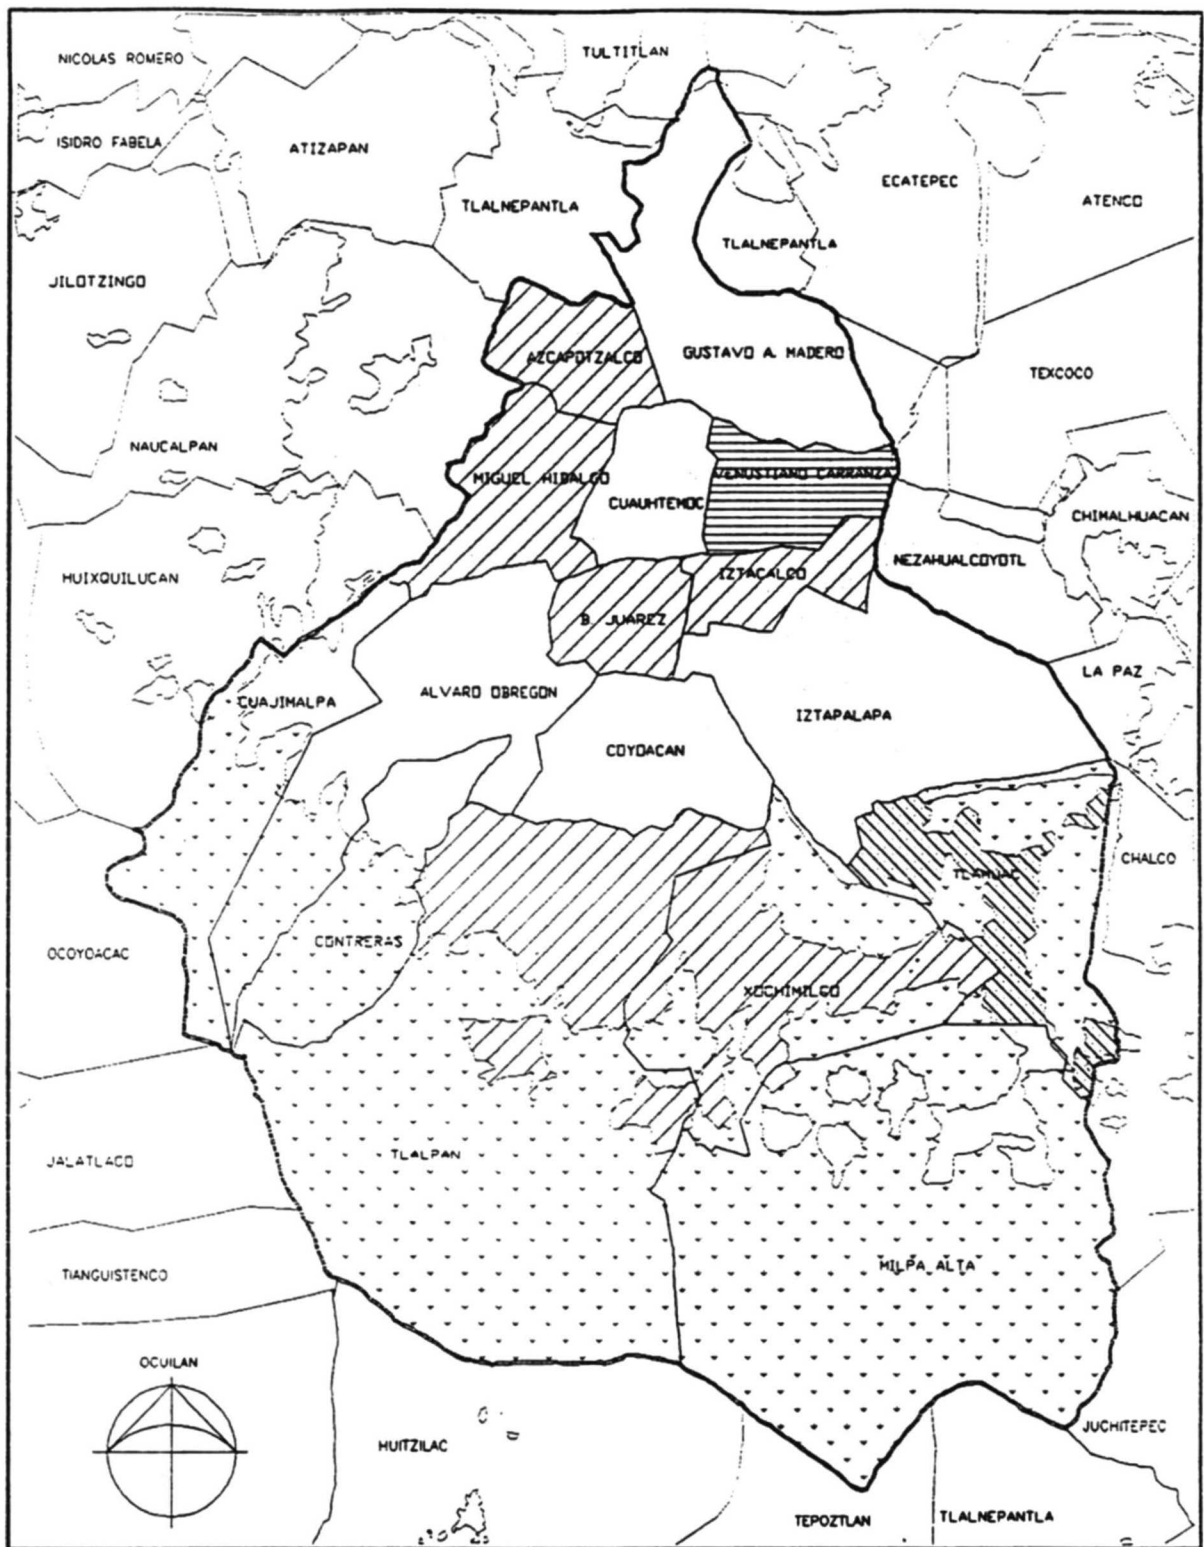 TULTITLAN
NICOLAS ROMERO
ISIDRO FABELA
ATIZAPAN
ECATEPEC
ATENCO
TLALNEPANTLA
TLALNEPANTLA
JILOTZINGO
AZCAPOTZALCO
GUSTAVO A. MADERO
TEXCOCO
NAUCALPAN
MIGUEL HIDALGO
VENUSTIANO CARRANZA
CUAUHTEMOC
CHIMALHUACAN
HUIXQUILUCAN
IZTACALCO
NEZAHUALCOYOTL
B. JUAREZ
LA PAZ
CUAJIMALPA
ALVARO OBREGON
IZTAPALAPA
COYOACAN
CHALCO
TLAHUAC
OCOYOACAC
CONTRERAS
XOCHIMILCO
JALATLACO
TLALPAN
TIANGUISTENCO
MILPA ALTA
OCUILAN
HUITZILAC
JUCHITEPEC
TEPOZTLAN
TLALNEPANTLA